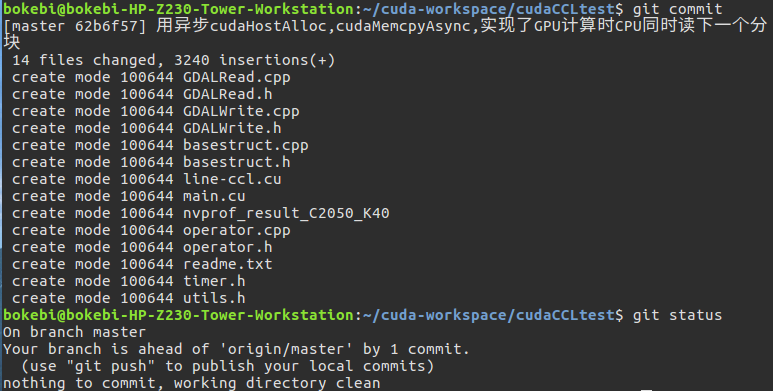 bokebi@bokebi-HP-Z230-Tower-Workstation:~/cuda-workspace/cudaCCLtest$ git commit
[master 62b6f57] 用异步cudaHostAlloc,cudaMemcpyAsync,实现了GPU计算时CPU同时读下一个分
块
 14 files changed, 3240 insertions(+)
 create mode 100644 GDALRead.cpp
 create mode 100644 GDALRead.h
 create mode 100644 GDALWrite.cpp
 create mode 100644 GDALWrite.h
 create mode 100644 basestruct.cpp
 create mode 100644 basestruct.h
 create mode 100644 line-ccl.cu
 create mode 100644 main.cu
 create mode 100644 nvprof_result_C2050_K40
 create mode 100644 operator.cpp
 create mode 100644 operator.h
 create mode 100644 readme.txt
 create mode 100644 timer.h
 create mode 100644 utils.h
bokebi@bokebi-HP-Z230-Tower-Workstation:~/cuda-workspace/cudaCCLtest$ git status
On branch master
Your branch is ahead of 'origin/master' by 1 commit.
  (use "git push" to publish your local commits)
nothing to commit, working directory clean